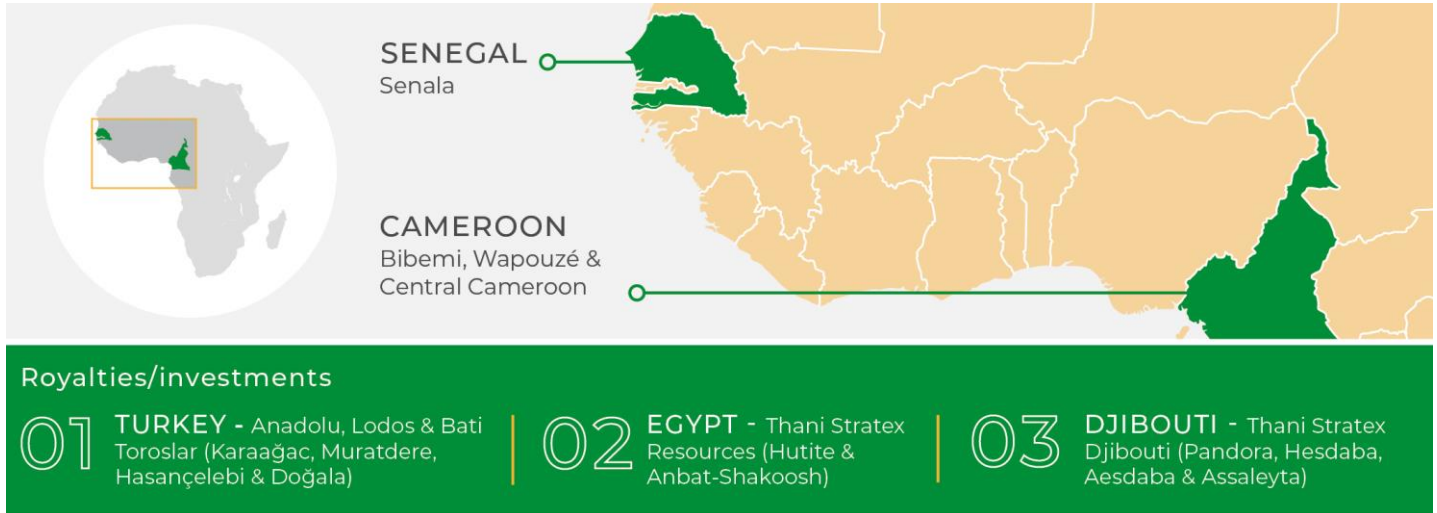 SENEGAL
Senala
CAMEROON
Bibemi, Wapouzé &
Central Cameroon
Royalties/investments
01
TURKEY - Anadolu, Lodos & Bati
Toroslar (Karaağac, Muratdere,
Hasançelebi & Doğala)
02
EGYPT - Thani Stratex
Resources (Hutite &
Anbat-Shakoosh)
03
DJIBOUTI - Thani Stratex
Djibouti (Pandora, Hesdaba,
Aesdaba & Assaleyta)